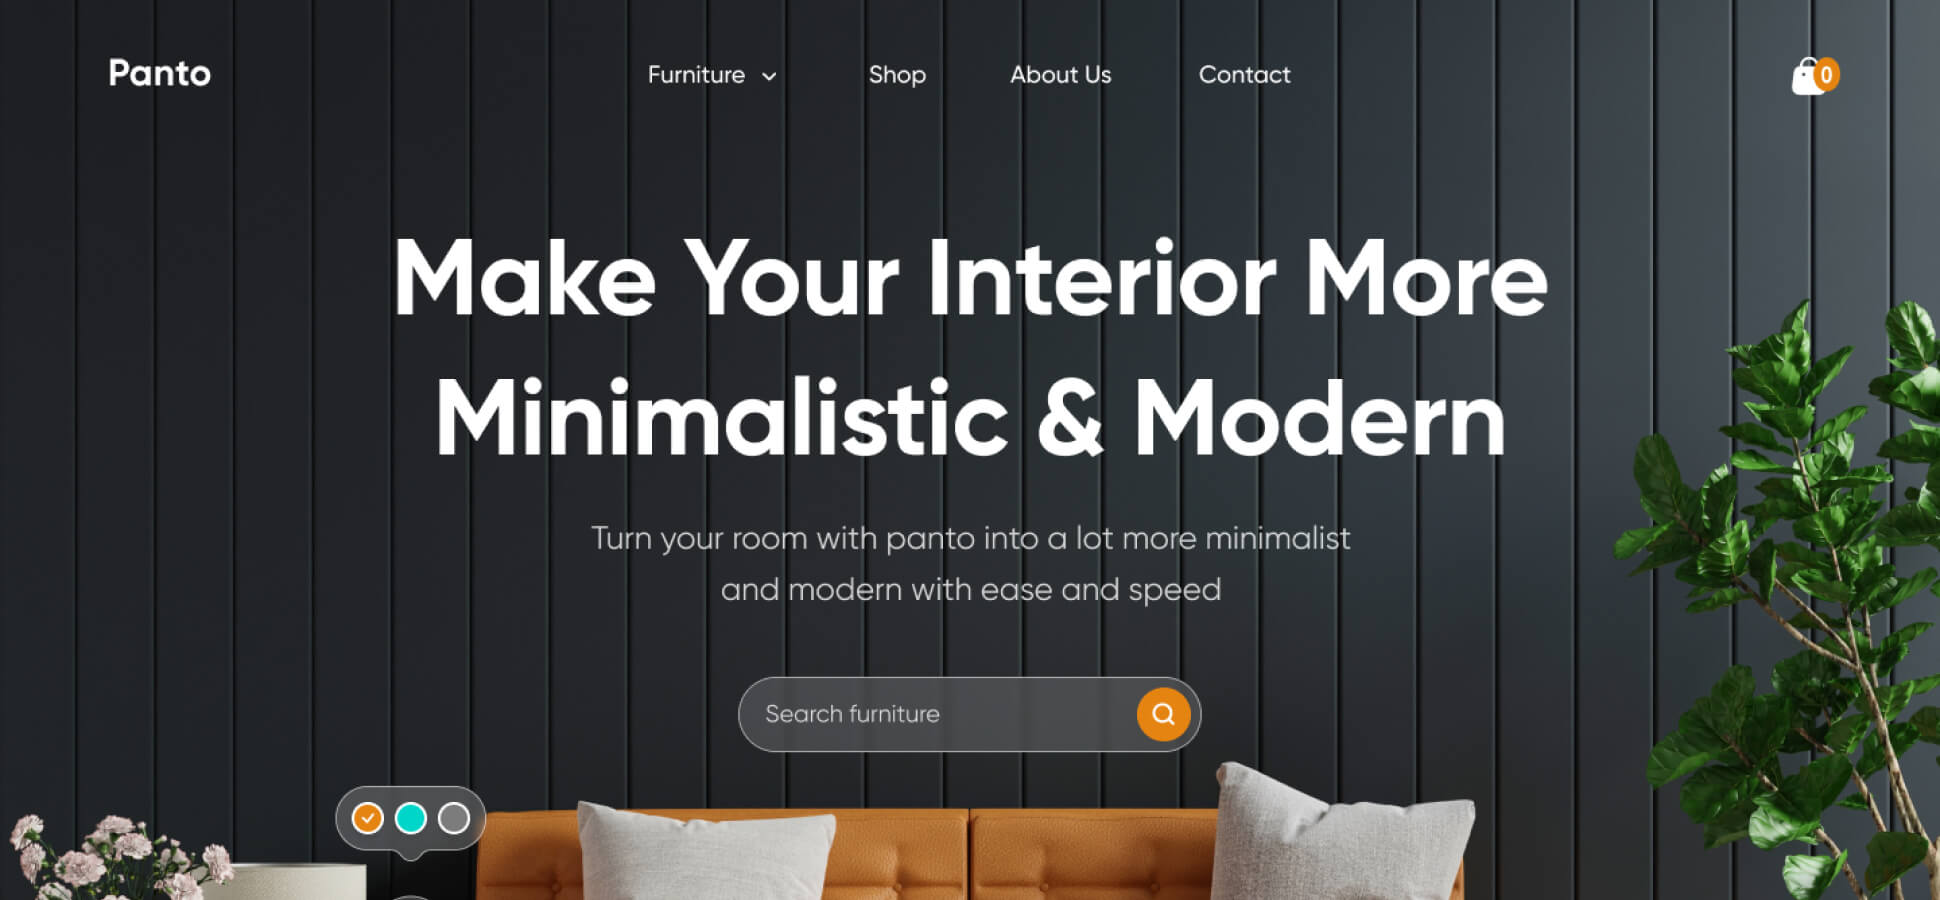 Panto
Furniture
Shop
About Us
Contact
0
Make Your Interior More
Minimalistic & Modern
Turn your room with panto into a lot more minimalist
and modern with ease and speed
Search furniture